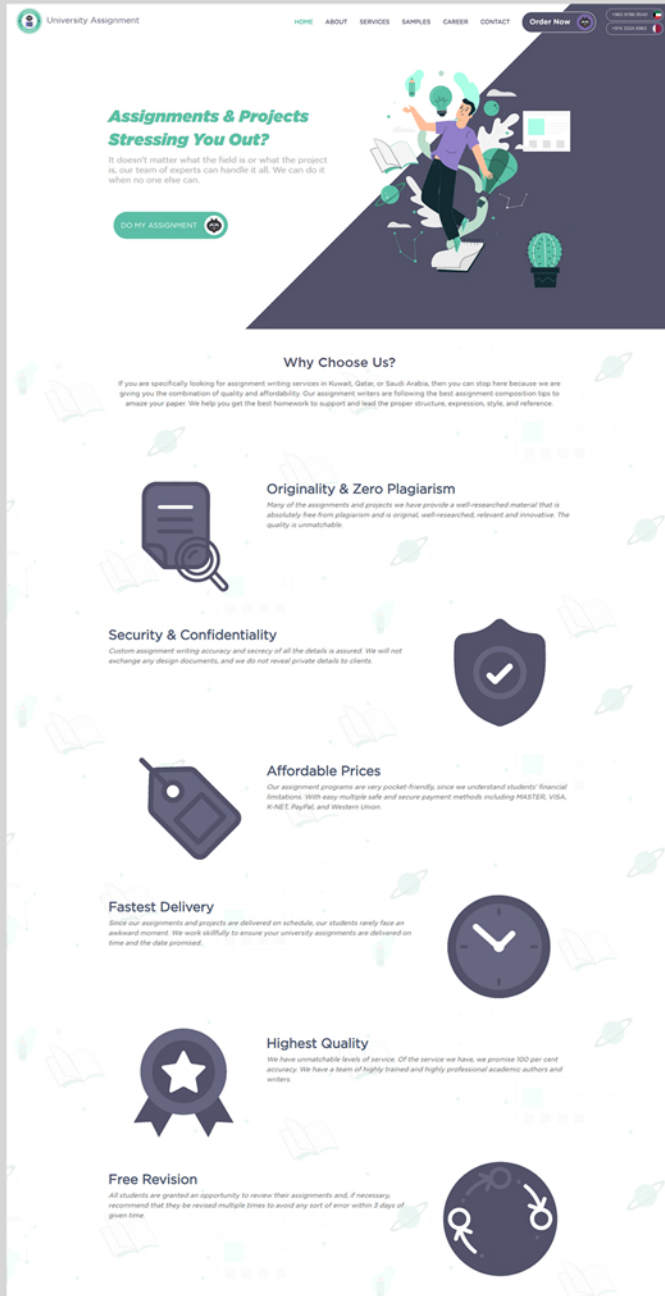 University Assignment
HOME ABOUT SERVICES SAMPLES CAREER CONTACT Order Now
Assignments & Projects
Stressing You Out?
It doesn't matter what the field is or what the project
is, our team of experts can handle it all. We can do it
when no one else can.
DO MY ASSIGNMENT
Why Choose Us?
If you are specifically looking for assignment writing services in Kuwait, Qatar, or Saudi Arabia, then you can stop here because we are
giving you the combination of quality and affordability. Our assignment writers are following the best assignment composition tips to
amaze your paper. We help you get the best homework to support and lead the proper structure, expression, style, and reference.
Originality & Zero Plagiarism
Many of the assignments and projects we have provide a well-researched material that is
absolutely free from plagiarism and is original, well-researched, relevant and innovative. The
quality is unmatchable.
Security & Confidentiality
Custom assignment writing accuracy and secrecy of all the details is assured. We will not
exchange any design documents, and we do not reveal private details to clients.
Affordable Prices
Our assignment programs are very pocket-friendly, since we understand students' financial
limitations. With easy multiple safe and secure payment methods including MASTER, VISA,
K-NET, PayPal, and Western Union.
Fastest Delivery
Since our assignments and projects are delivered on schedule, our students rarely face an
awkward moment. We work skillfully to ensure your university assignments are delivered on
time and the date promised.
Highest Quality
We have unmatchable levels of service. Of the service we have, we promise 100 per cent
accuracy. We have a team of highly trained and highly professional academic authors and
writers.
Free Revision
All students are granted an opportunity to review their assignments and, if necessary,
recommend that they be revised multiple times to avoid any sort of error within 3 days of
given time.